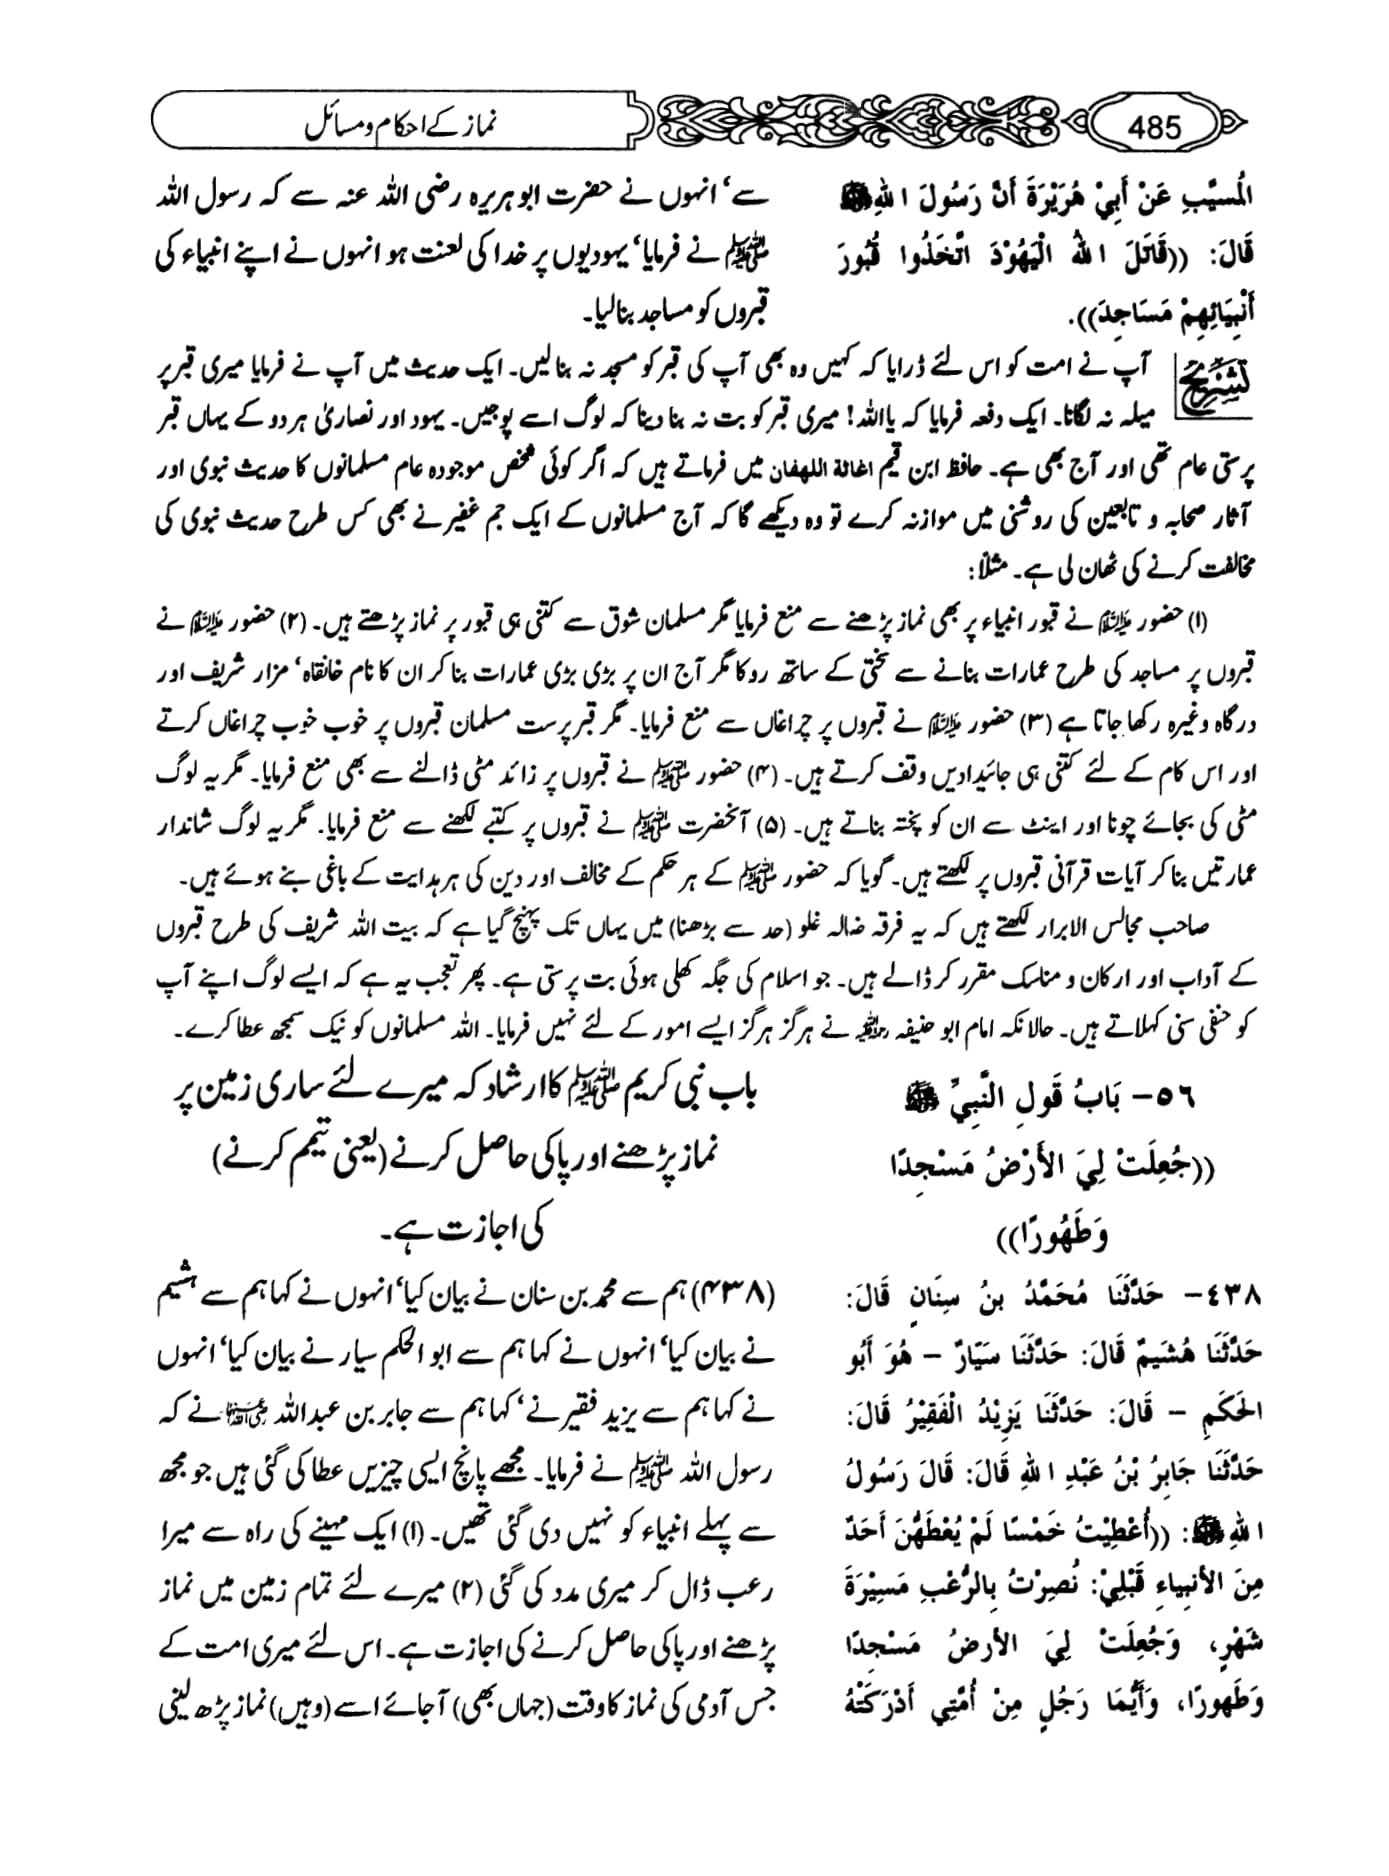 نماز کے احکام و مسائل
485
الْمُسَيَّبِ عَنْ أَبِيْ هُرَيْرَةَ أَنَّ رَسُولَ اللهِ ﷺ
قَالَ: ((قَاتَلَ اللهُ الْيَهُوْدَ اتَّخَذُوا قُبُورَ
أَنْبِيَائِهِمْ مَسَاجِدَ)).
سے‘ انہوں نے حضرت ابو ہریرہ رضی اللہ عنہ سے کہ رسول اللہ
ﷺ نے فرمایا‘ یہودیوں پر خدا کی لعنت ہو انہوں نے اپنے انبیاء کی
قبروں کو مساجد بنا لیا۔
تشریح آپ نے امت کو اس لئے ڈرایا کہ کہیں وہ بھی آپ کی قبر کو مسجد نہ بنا لیں۔ ایک حدیث میں آپ نے فرمایا میری قبر پر
میلہ نہ لگانا۔ ایک دفعہ فرمایا کہ یا اللہ! میری قبر کو بت نہ بنا دینا کہ لوگ اسے پوجیں۔ یہود اور نصاریٰ ہر دو کے یہاں قبر
پرستی عام تھی اور آج بھی ہے۔ حافظ ابن قیم اغاثة اللهفان میں فرماتے ہیں کہ اگر کوئی شخص موجودہ عام مسلمانوں کا حدیث نبوی اور
آثار صحابہ و تابعین کی روشنی میں موازنہ کرے تو وہ دیکھے گا کہ آج مسلمانوں کے ایک جم غفیر نے بھی کس طرح حدیث نبوی کی
مخالفت کرنے کی ٹھان لی ہے۔ مثلاً:
(۱) حضور ﷺ نے قبور انبیاء پر بھی نماز پڑھنے سے منع فرمایا مگر مسلمان شوق سے کتنی ہی قبور پر نماز پڑھتے ہیں۔ (۲) حضور ﷺ نے
قبروں پر مساجد کی طرح عمارات بنانے سے سختی کے ساتھ روکا مگر آج ان پر بڑی بڑی عمارات بنا کر ان کا نام خانقاہ‘ مزار شریف اور
درگاہ وغیرہ رکھا جاتا ہے (۳) حضور ﷺ نے قبروں پر چراغاں سے منع فرمایا۔ مگر قبر پرست مسلمان قبروں پر خوب خوب چراغاں کرتے
اور اس کام کے لئے کتنی ہی جائیدادیں وقف کرتے ہیں۔ (۴) حضور ﷺ نے قبروں پر زائد مٹی ڈالنے سے بھی منع فرمایا۔ مگر یہ لوگ
مٹی کی بجائے چونا اور اینٹ سے ان کو پختہ بناتے ہیں۔ (۵) آنحضرت ﷺ نے قبروں پر کتبے لکھنے سے منع فرمایا۔ مگر یہ لوگ شاندار
عمارتیں بنا کر آیات قرآنی قبروں پر لکھتے ہیں۔ گویا کہ حضور ﷺ کے ہر حکم کے مخالف اور دین کی ہر ہدایت کے باغی بنے ہوئے ہیں۔
صاحب مجالس الابرار لکھتے ہیں کہ یہ فرقہ ضالہ غلو (حد سے بڑھنا) میں یہاں تک پہنچ گیا ہے کہ بیت اللہ شریف کی طرح قبروں
کے آداب اور ارکان و مناسک مقرر کر ڈالے ہیں۔ جو اسلام کی جگہ کھلی ہوئی بت پرستی ہے۔ پھر تعجب یہ ہے کہ ایسے لوگ اپنے آپ
کو حنفی سنی کہلاتے ہیں۔ حالانکہ امام ابو حنیفہ رحمہ اللہ نے ہرگز ہرگز ایسے امور کے لئے نہیں فرمایا۔ اللہ مسلمانوں کو نیک سمجھ عطا کرے۔
٥٦- بَابُ قَولِ النَّبِيِّ ﷺ
((جُعِلَتْ لِيَ الأَرْضُ مَسْجِدًا
وَطَهُورًا))
باب نبی کریم ﷺ کا ارشاد کہ میرے لئے ساری زمین پر
نماز پڑھنے اور پاکی حاصل کرنے (یعنی تیمم کرنے)
کی اجازت ہے۔
٤٣٨- حَدَّثَنَا مُحَمَّدُ بنُ سِنَانٍ قَالَ:
حَدَّثَنَا هُشَيمٌ قَالَ: حَدَّثَنَا سَيَّارٌ – هُوَ أَبُو
الحَكَمِ – قَالَ: حَدَّثَنَا يَزِيْدُ الْفَقِيْرُ قَالَ:
حَدَّثَنَا جَابِرُ بْنُ عَبْدِ اللهِ قَالَ: قَالَ رَسُولُ
اللهِ ﷺ: ((أُعْطِيْتُ خَمْسًا لَمْ يُعْطَهُنَّ أَحَدٌ
مِنَ الأَنبِياءِ قَبْلِيْ: نُصِرْتُ بِالرُّعْبِ مَسِيْرَةَ
شَهْرٍ، وَجُعِلَتْ لِيَ الأَرضُ مَسْجِدًا
وَطَهورًا، وَأَيُّمَا رَجُلٍ مِنْ أُمَّتِي أَدْرَكَتْهُ
(۴۳۸) ہم سے محمد بن سنان نے بیان کیا‘ انہوں نے کہا ہم سے ہشیم
نے بیان کیا‘ انہوں نے کہا ہم سے ابو الحکم سیار نے بیان کیا‘ انہوں
نے کہا ہم سے یزید فقیر نے‘ کہا ہم سے جابر بن عبداللہ رضی اللہ عنہما نے کہ
رسول اللہ ﷺ نے فرمایا۔ مجھے پانچ ایسی چیزیں عطا کی گئی ہیں جو مجھ
سے پہلے انبیاء کو نہیں دی گئی تھیں۔ (۱) ایک مہینے کی راہ سے میرا
رعب ڈال کر میری مدد کی گئی (۲) میرے لئے تمام زمین میں نماز
پڑھنے اور پاکی حاصل کرنے کی اجازت ہے۔ اس لئے میری امت کے
جس آدمی کی نماز کا وقت (جہاں بھی) آ جائے اسے (وہیں) نماز پڑھ لینی